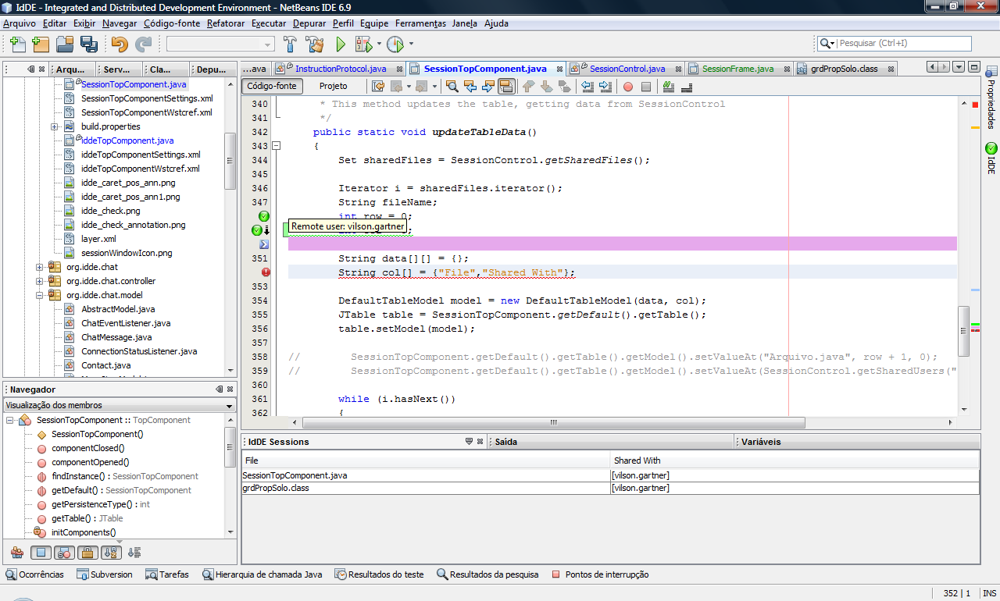 IdDE - Integrated and Distributed Development Environment - NetBeans IDE 6.9
Arquivo Editar Exibir Navegar Código-fonte Refatorar Executar Depurar Perfil Equipe Ferramentas Janela Ajuda
Pesquisar (Ctrl+I)
Arqu... Serv... Cla... Depu...
SessionTopComponent.java
SessionTopComponentSettings.xml
SessionTopComponentWstcref.xml
build.properties
iddeTopComponent.java
iddeTopComponentSettings.xml
iddeTopComponentWstcref.xml
idde_caret_pos_ann.png
idde_caret_pos_ann1.png
idde_check.png
idde_check_annotation.png
layer.xml
sessionWindowIcon.png
org.idde.chat
org.idde.chat.controller
org.idde.chat.model
AbstractModel.java
ChatEventListener.java
ChatMessage.java
ConnectionStatusListener.java
Contact.java
Navegador
Visualização dos membros
SessionTopComponent :: TopComponent
SessionTopComponent()
componentClosed()
componentOpened()
findInstance() : SessionTopComponent
getDefault() : SessionTopComponent
getPersistenceType() : int
getTable() : JTable
initComponents()
...ava InstructionProtocol.java SessionTopComponent.java SessionControl.java SessionFrame.java grdPropSolo.class
Código-fonte Projeto
340 * This method updates the table, getting data from SessionControl
341 */
342 public static void updateTableData()
343 {
344 Set sharedFiles = SessionControl.getSharedFiles();
345
346 Iterator i = sharedFiles.iterator();
347 String fileName;
int row = 0;
Remote user: vilson.gartner
351 String data[][] = {};
String col[] = {"File","Shared With"};
353
354 DefaultTableModel model = new DefaultTableModel(data, col);
355 JTable table = SessionTopComponent.getDefault().getTable();
356 table.setModel(model);
357
358 // SessionTopComponent.getDefault().getTable().getModel().setValueAt("Arquivo.java", row + 1, 0);
359 // SessionTopComponent.getDefault().getTable().getModel().setValueAt(SessionControl.getSharedUsers("
360
361 while (i.hasNext())
362 {
Propriedades
IdDE
IdDE Sessions Saída Variáveis
File Shared With
SessionTopComponent.java [vilson.gartner]
grdPropSolo.class [vilson.gartner]
Ocorrências Subversion Tarefas Hierarquia de chamada Java Resultados do teste Resultados da pesquisa Pontos de interrupção
352 | 1 INS